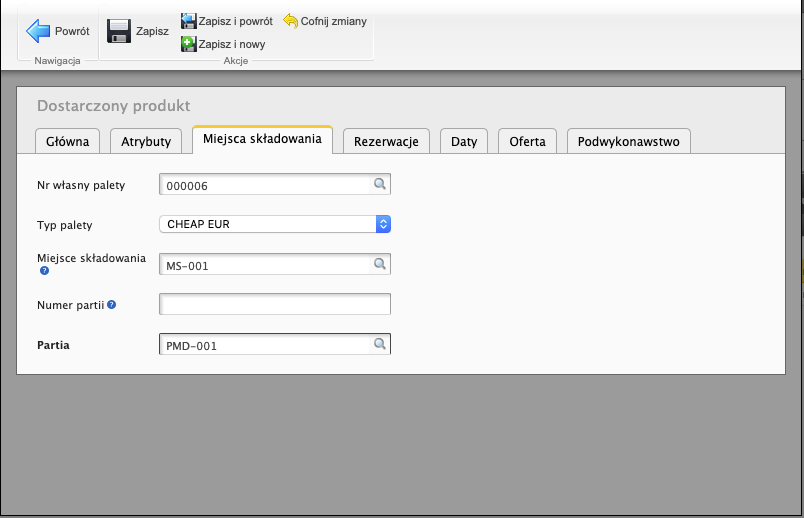 Powrót
Zapisz
Zapisz i powrót
Cofnij zmiany
Zapisz i nowy
Nawigacja
Akcje
Dostarczony produkt
Główna
Atrybuty
Miejsca składowania
Rezerwacje
Daty
Oferta
Podwykonawstwo
Nr własny palety
000006
Typ palety
CHEAP EUR
Miejsce składowania
?
MS-001
Numer partii ?
Partia
PMD-001